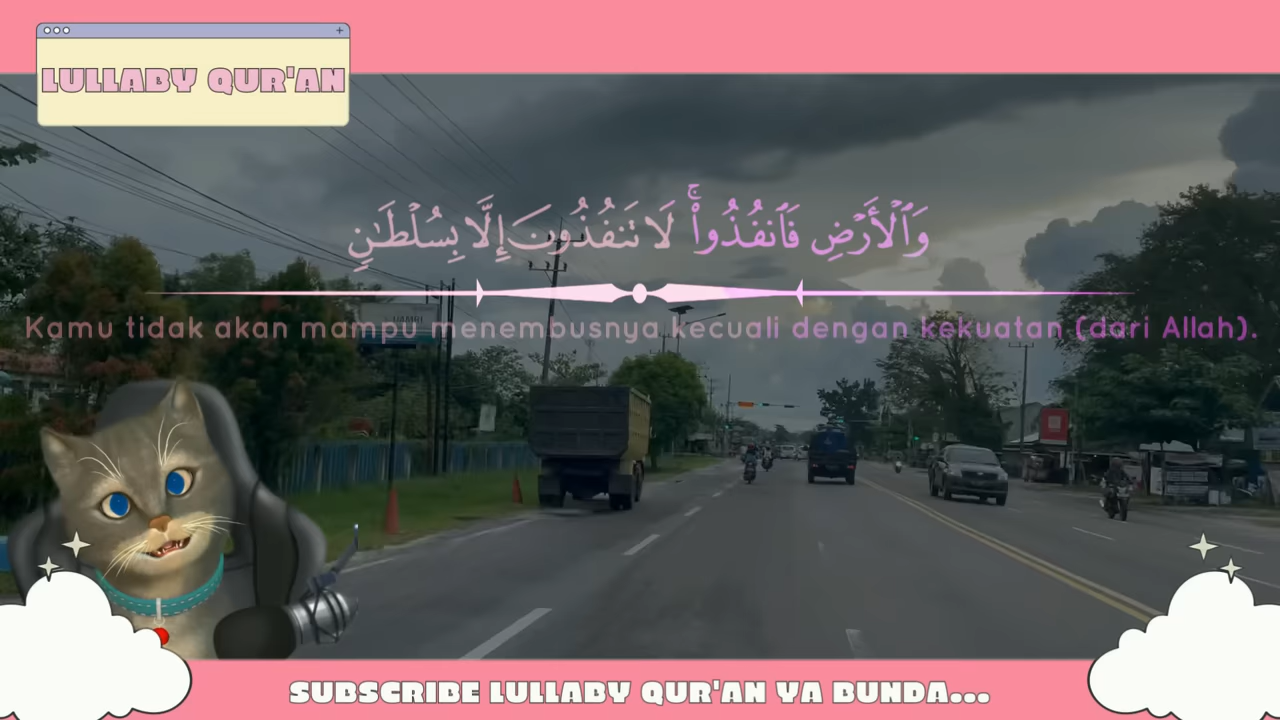 LULLABY QUR'AN
وَٱلْأَرْضِ فَٱنفُذُوا۟ ۚ لَا تَنفُذُونَ إِلَّا بِسُلْطَـٰنٍ
Kamu tidak akan mampu menembusnya kecuali dengan kekuatan (dari Allah).
SUBSCRIBE LULLABY QUR'AN YA BUNDA...